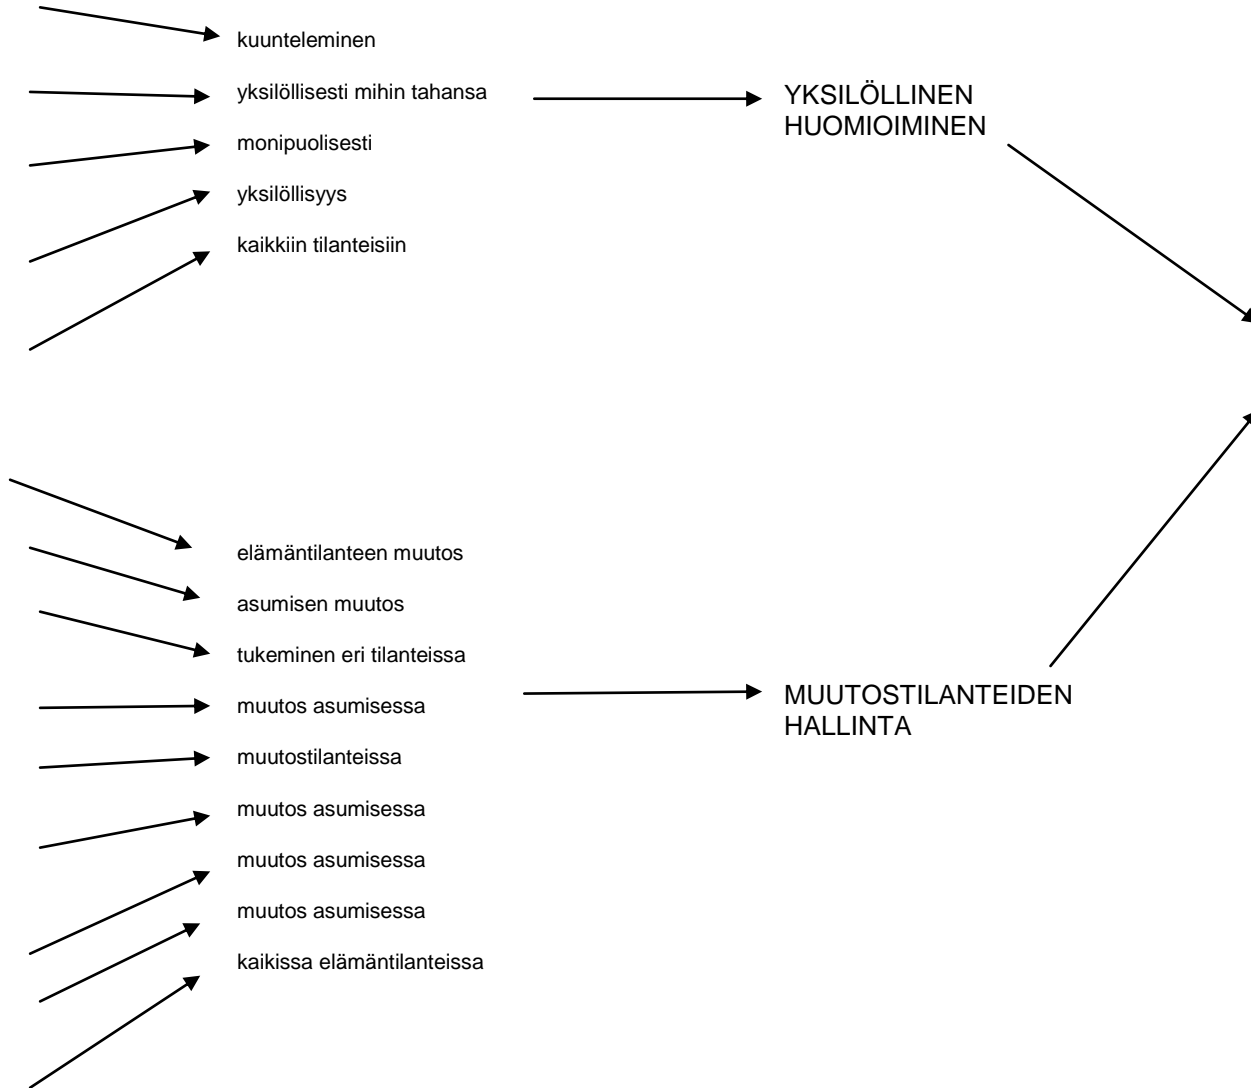 kuunteleminen
yksilöllisesti mihin tahansa
monipuolisesti
yksilöllisyys
kaikkiin tilanteisiin
YKSILÖLLINEN
HUOMIOIMINEN
elämäntilanteen muutos
asumisen muutos
tukeminen eri tilanteissa
muutos asumisessa
muutostilanteissa
muutos asumisessa
muutos asumisessa
muutos asumisessa
kaikissa elämäntilanteissa
MUUTOSTILANTEIDEN
HALLINTA